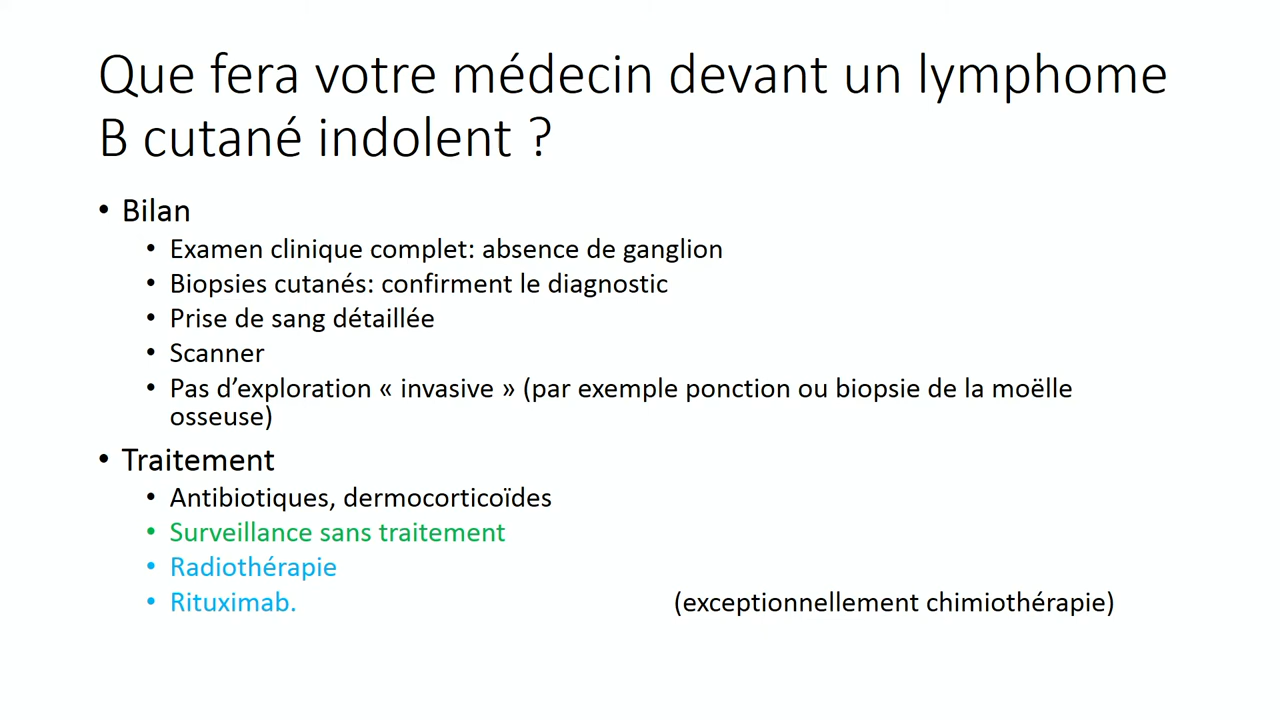 Que fera votre médecin devant un lymphome
B cutané indolent ?
• Bilan
• Examen clinique complet: absence de ganglion
• Biopsies cutanés: confirment le diagnostic
• Prise de sang détaillée
• Scanner
• Pas d’exploration « invasive » (par exemple ponction ou biopsie de la moëlle
osseuse)
• Traitement
• Antibiotiques, dermocorticoïdes
• Surveillance sans traitement
• Radiothérapie
• Rituximab. (exceptionnellement chimiothérapie)